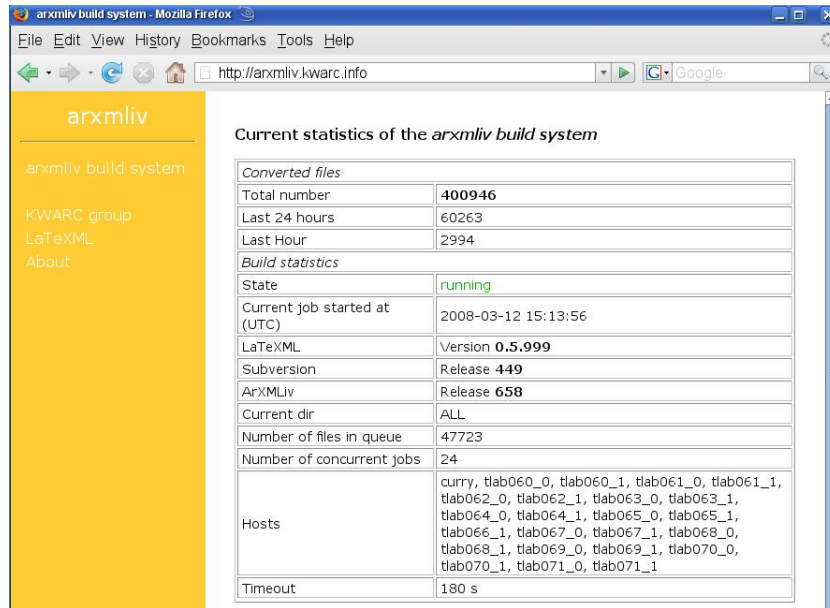 arxmliv build system - Mozilla Firefox
File Edit View History Bookmarks Tools Help
http://arxmliv.kwarc.info
G Google
arxmliv
arxmliv build system
KWARC group
LaTeXML
About
Current statistics of the arxmliv build system
Converted files
Total number 400946
Last 24 hours 60263
Last Hour 2994
Build statistics
State running
Current job started at
(UTC)
2008-03-12 15:13:56
LaTeXML Version 0.5.999
Subversion Release 449
ArXMLiv Release 658
Current dir ALL
Number of files in queue 47723
Number of concurrent jobs 24
Hosts
curry, tlab060_0, tlab060_1, tlab061_0, tlab061_1,
tlab062_0, tlab062_1, tlab063_0, tlab063_1,
tlab064_0, tlab064_1, tlab065_0, tlab065_1,
tlab066_1, tlab067_0, tlab067_1, tlab068_0,
tlab068_1, tlab069_0, tlab069_1, tlab070_0,
tlab070_1, tlab071_0, tlab071_1
Timeout 180 s